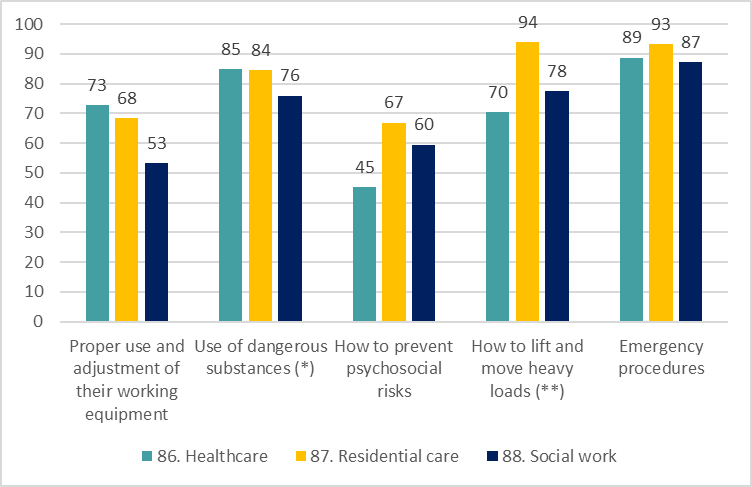 100
90
80
70
60
50
40
30
20
10
0
73
68
53
85
84
76
45
67
60
70
94
78
89
93
87
Proper use and
adjustment of
their working
equipment
Use of dangerous
substances (*)
How to prevent
psychosocial
risks
How to lift and
move heavy
loads (**)
Emergency
procedures
86. Healthcare
87. Residential care
88. Social work